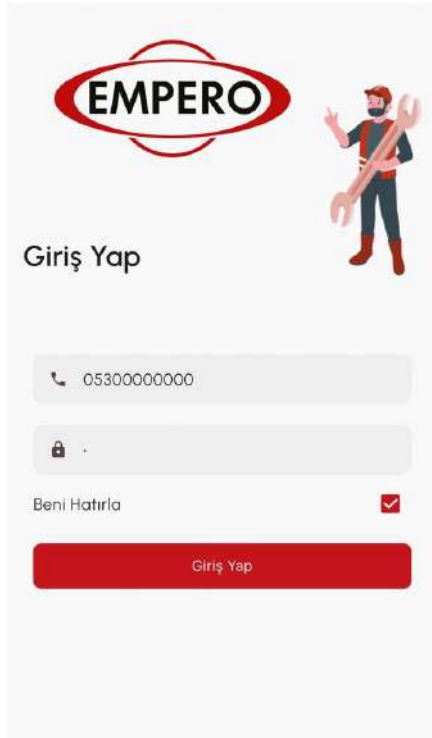 EMPERO
Giriş Yap
05300000000
.
Beni Hatırla
Giriş Yap